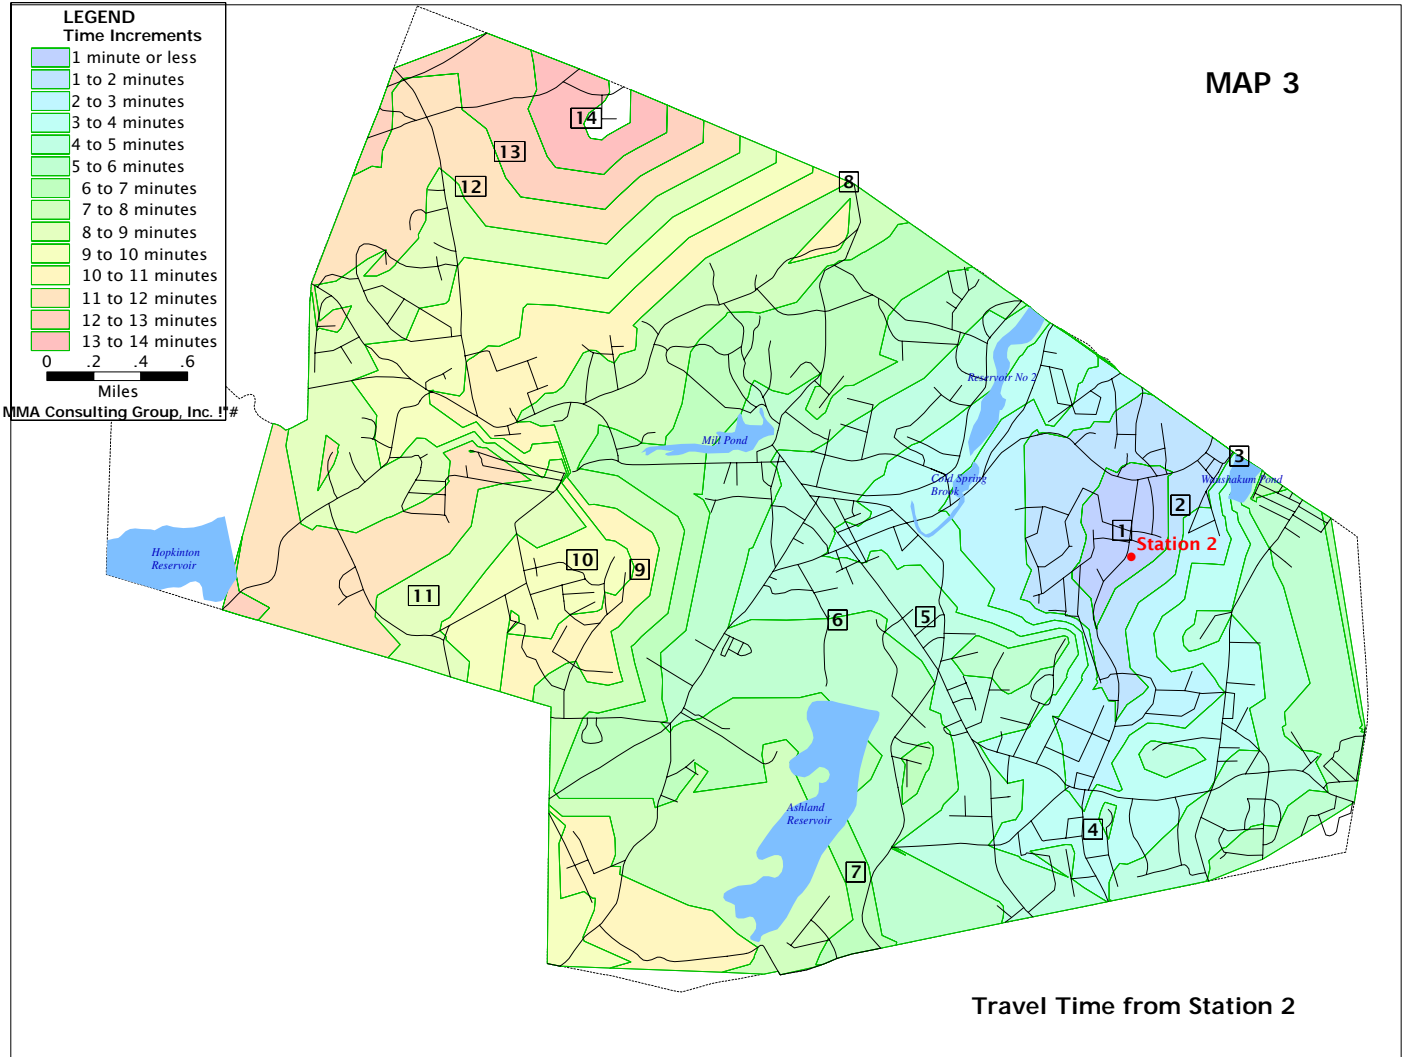 LEGEND
Time Increments
1 minute or less
1 to 2 minutes
2 to 3 minutes
3 to 4 minutes
4 to 5 minutes
5 to 6 minutes
6 to 7 minutes
7 to 8 minutes
8 to 9 minutes
9 to 10 minutes
10 to 11 minutes
11 to 12 minutes
12 to 13 minutes
13 to 14 minutes
0 .2 .4 .6
Miles
MMA Consulting Group, Inc. !"#
MAP 3
14
13
12
8
Reservoir No 2
Mill Pond
3
Cold Spring
Brook
Waushakum Pond
2
1
Station 2
Hopkinton
Reservoir
10
9
11
6
5
Ashland
Reservoir
4
7
Travel Time from Station 2